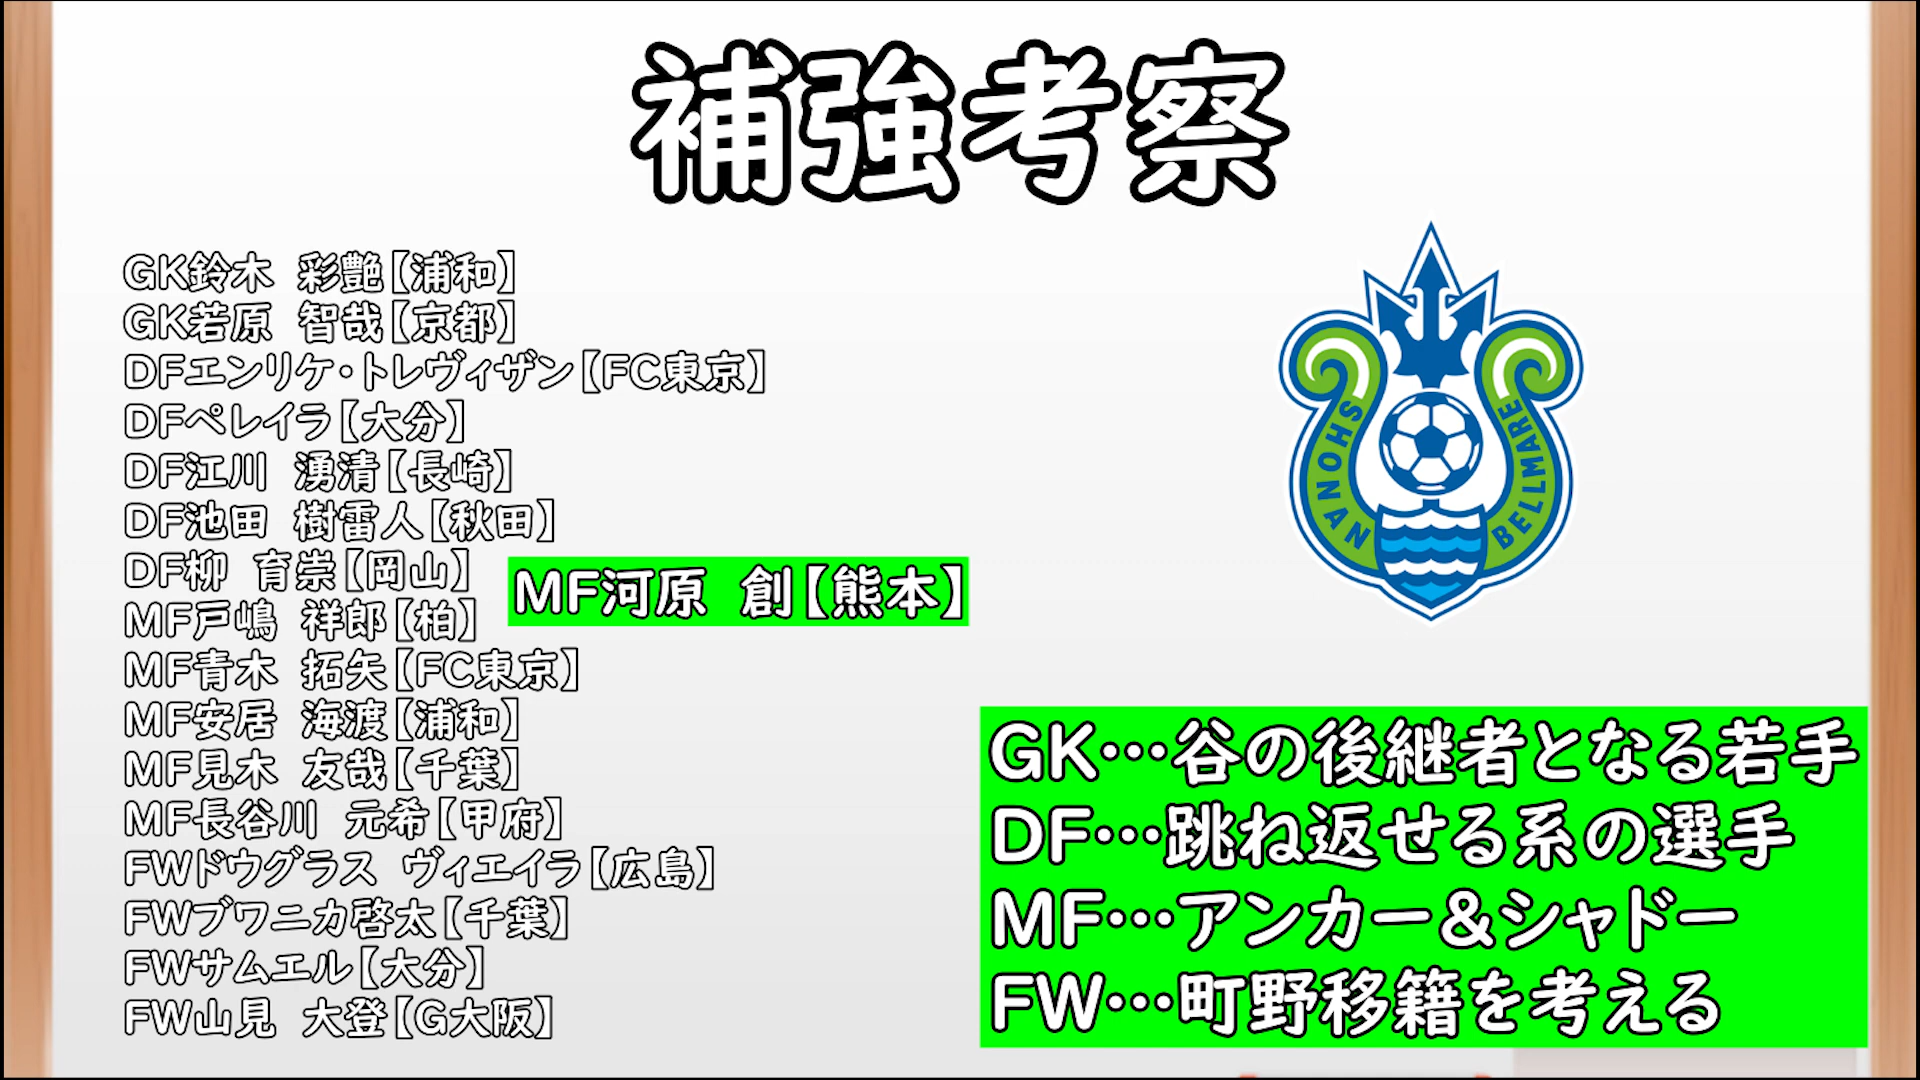 補強考察
GK鈴木　彩艶【浦和】
GK若原　智哉【京都】
DFエンリケ・トレヴィザン【FC東京】
DFペレイラ【大分】
DF江川　湧清【長崎】
DF池田　樹雷人【秋田】
DF柳　育崇【岡山】
MF戸嶋　祥郎【柏】
MF青木　拓矢【FC東京】
MF安居　海渡【浦和】
MF見木　友哉【千葉】
MF長谷川　元希【甲府】
FWドウグラス　ヴィエイラ【広島】
FWブワニカ啓太【千葉】
FWサムエル【大分】
FW山見　大登【G大阪】
MF河原　創【熊本】
SHONAN BELLMARE
GK…谷の後継者となる若手
DF…跳ね返せる系の選手
MF…アンカー＆シャドー
FW…町野移籍を考える